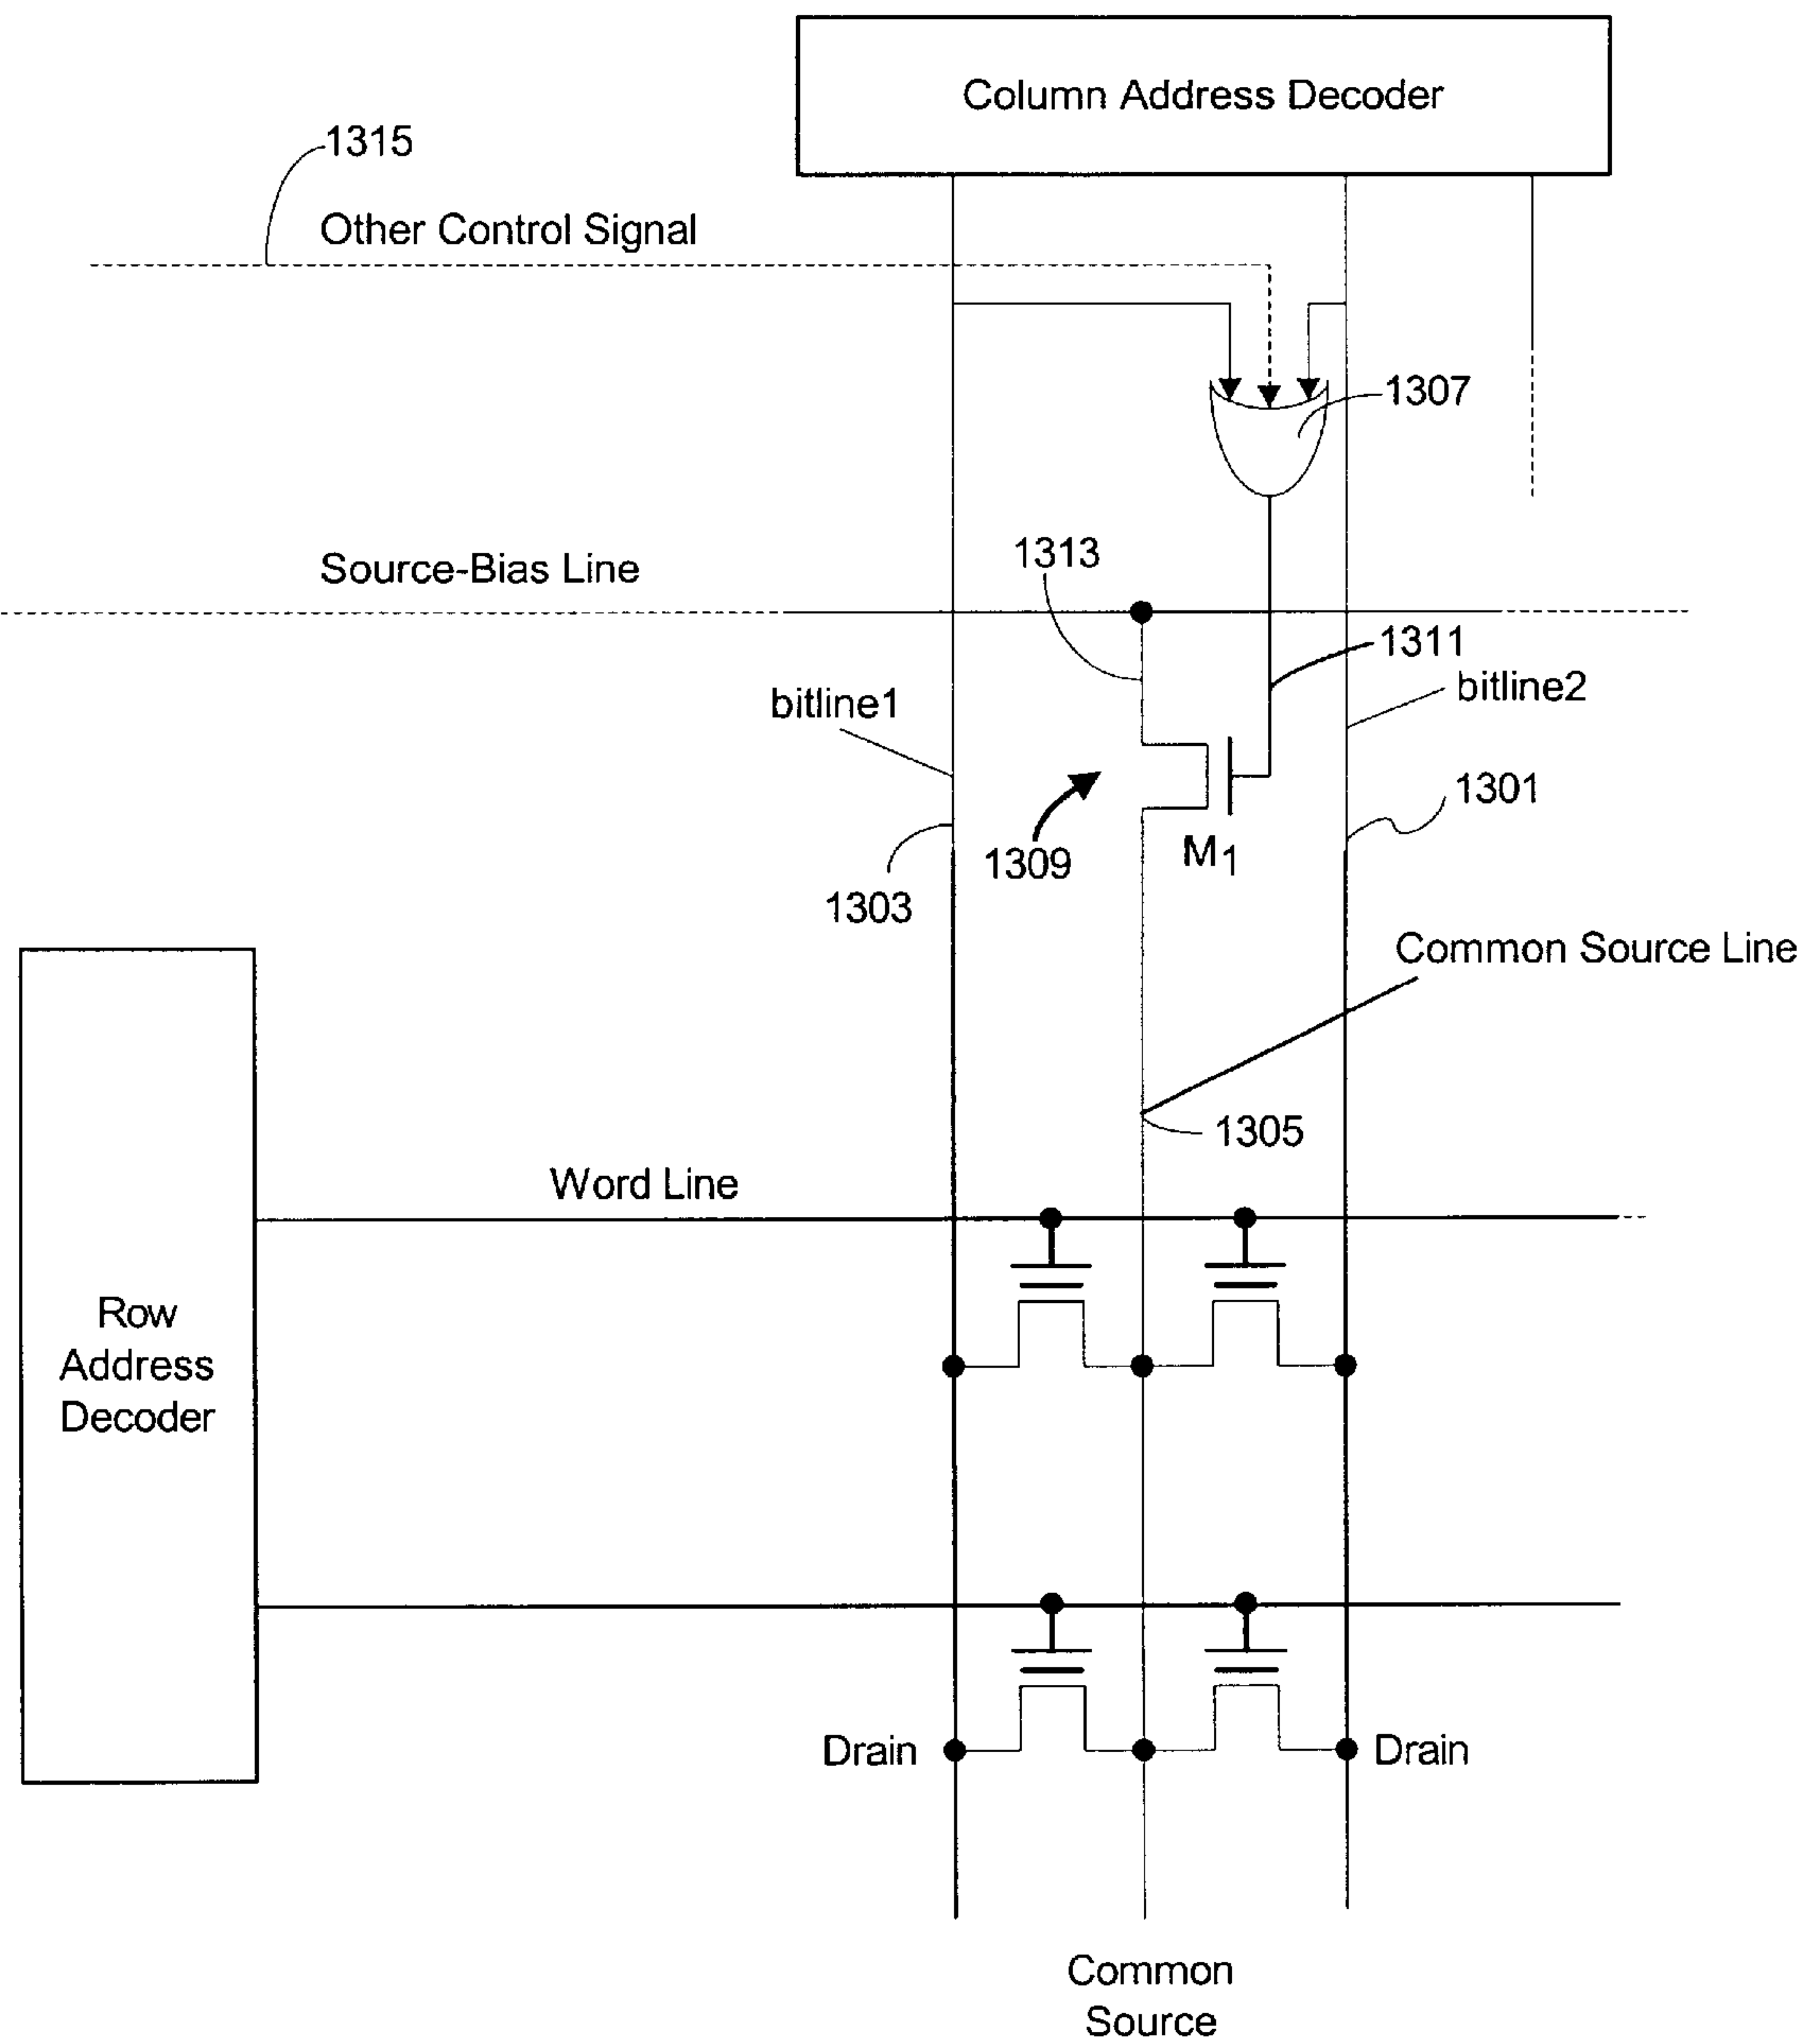 Column Address Decoder
1315
Other Control Signal
1307
1313
Source-Bias Line
1311
bitline2
bitline1
1301
M1
1309
1303
Common Source Line
1305
Word Line
Row
Address
Decoder
Drain
Drain
Common
Source